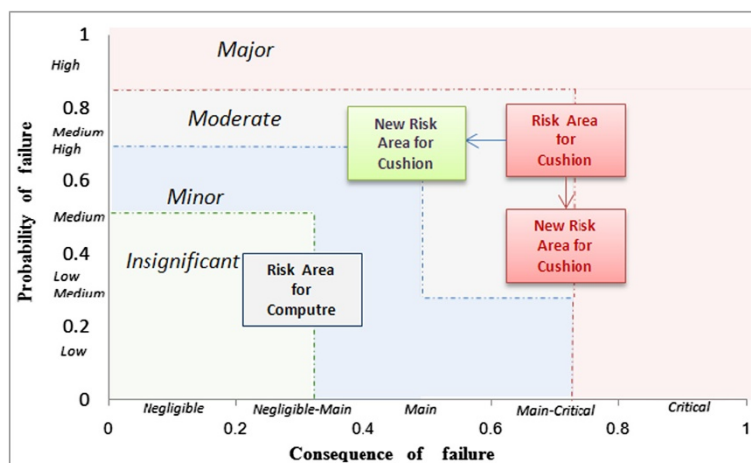 1
Major
High
0.8
Moderate
Medium
High
New Risk
Area for
Cushion
Risk Area
for
Cushion
0.6
Minor
Medium
New Risk
Area for
Cushion
0.4
Insignificant
Low
Medium
Risk Area
for
Computre
0.2
Low
0
Probability of failure
Negligible
Negligible-Main
Main
Main-Critical
Critical
0
0.2
0.4
0.6
0.8
1
Consequence of failure